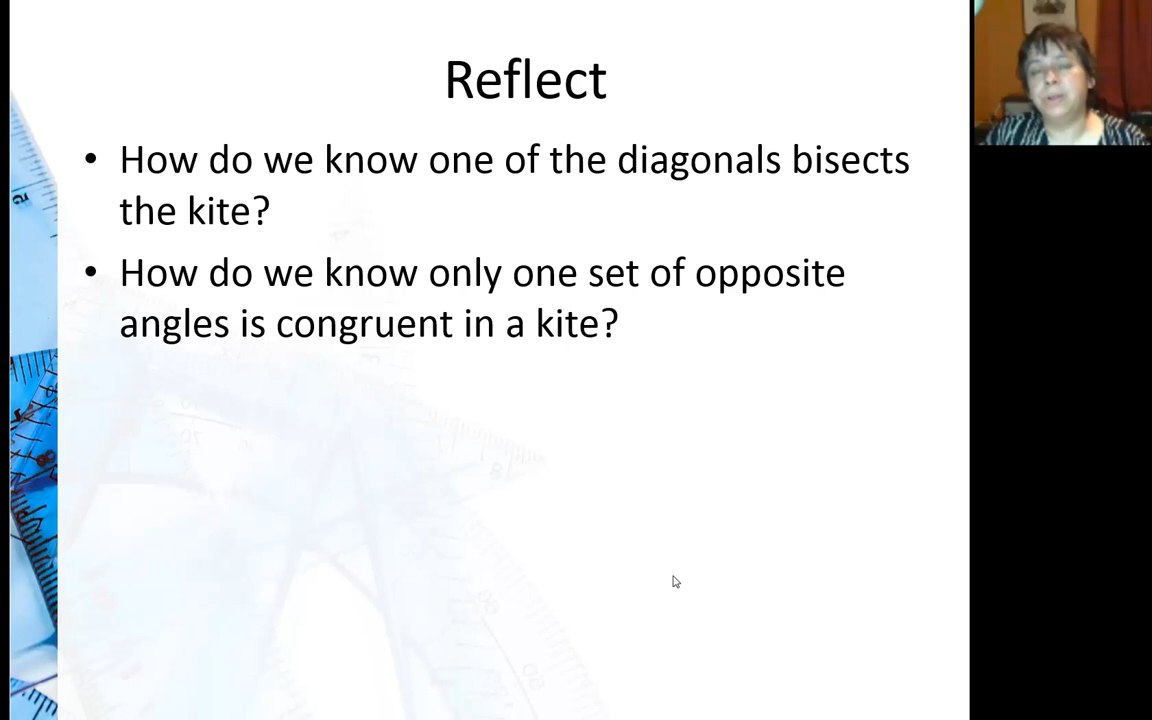 Reflect
• How do we know one of the diagonals bisects
the kite?
• How do we know only one set of opposite
angles is congruent in a kite?